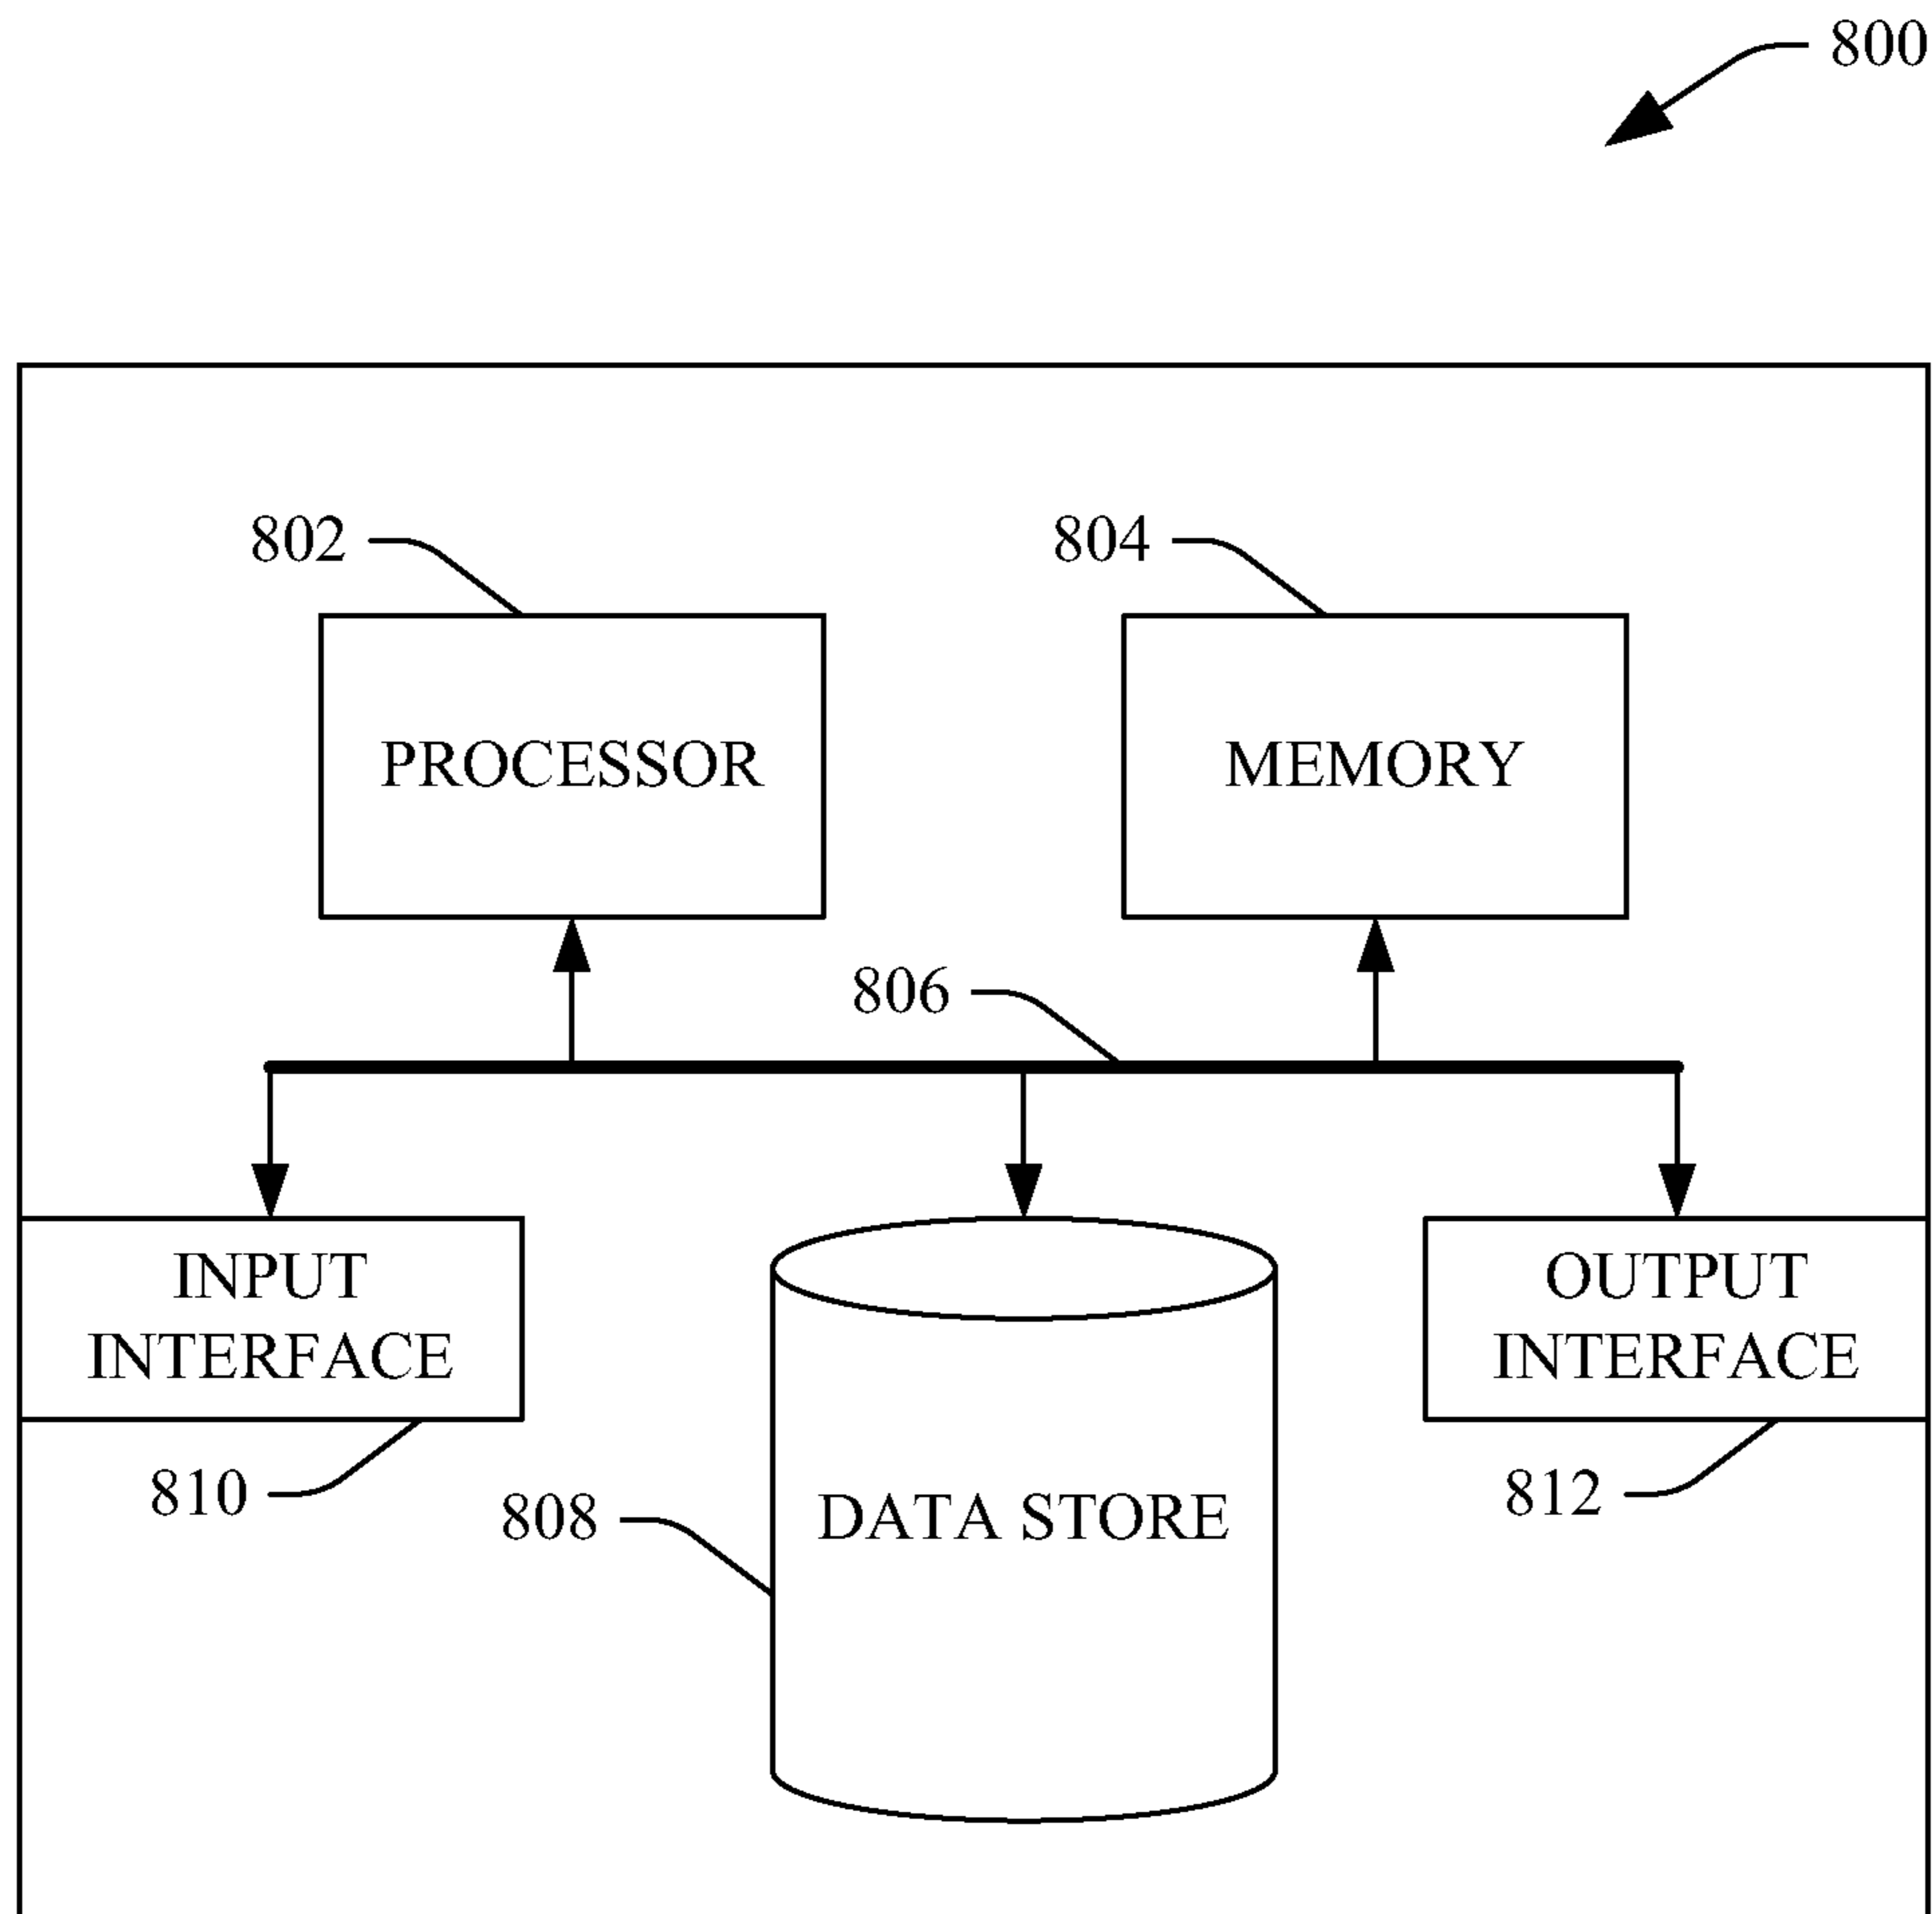 800
802
804
PROCESSOR
MEMORY
806
INPUT
INTERFACE
OUTPUT
INTERFACE
810
808
DATA STORE
812